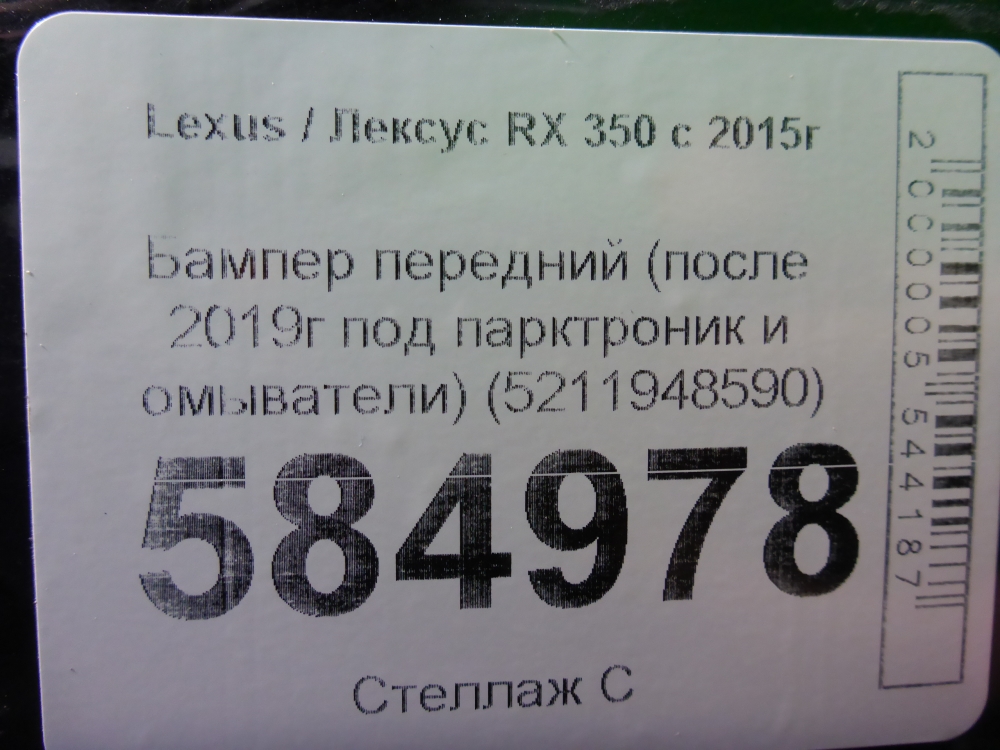 Lexus / Лексус RX 350 с 2015г
Бампер передний (после
2019г под парктроник и
омыватели) (5211948590)
584978
Стеллаж С
2000005544187